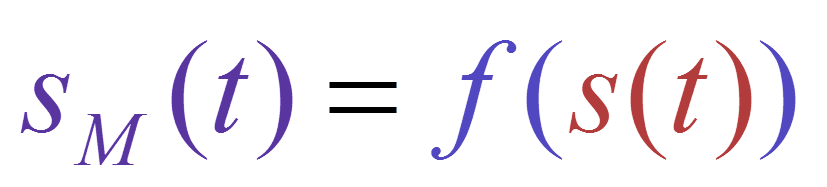 s_M(t) = f(s(t))